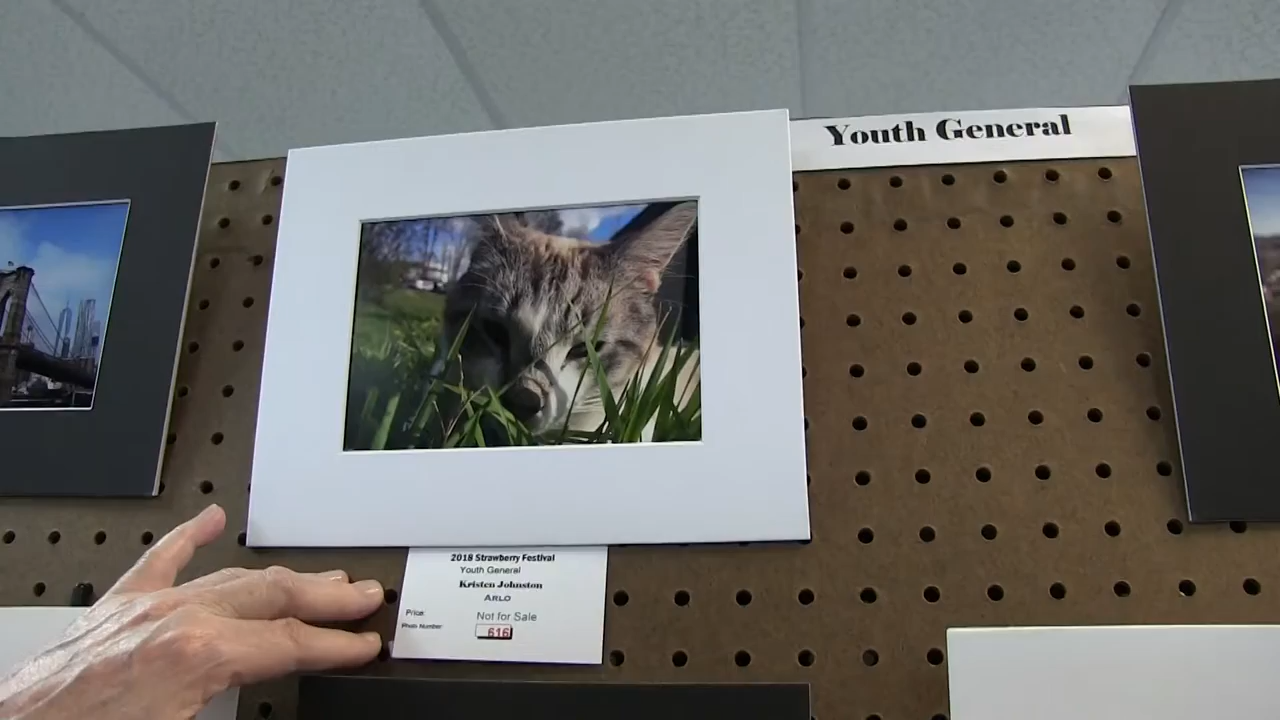 Youth General
2018 Strawberry Festival
Youth General
Kristen Johnston
ARLO
Price: Not for Sale
Photo Number: 616